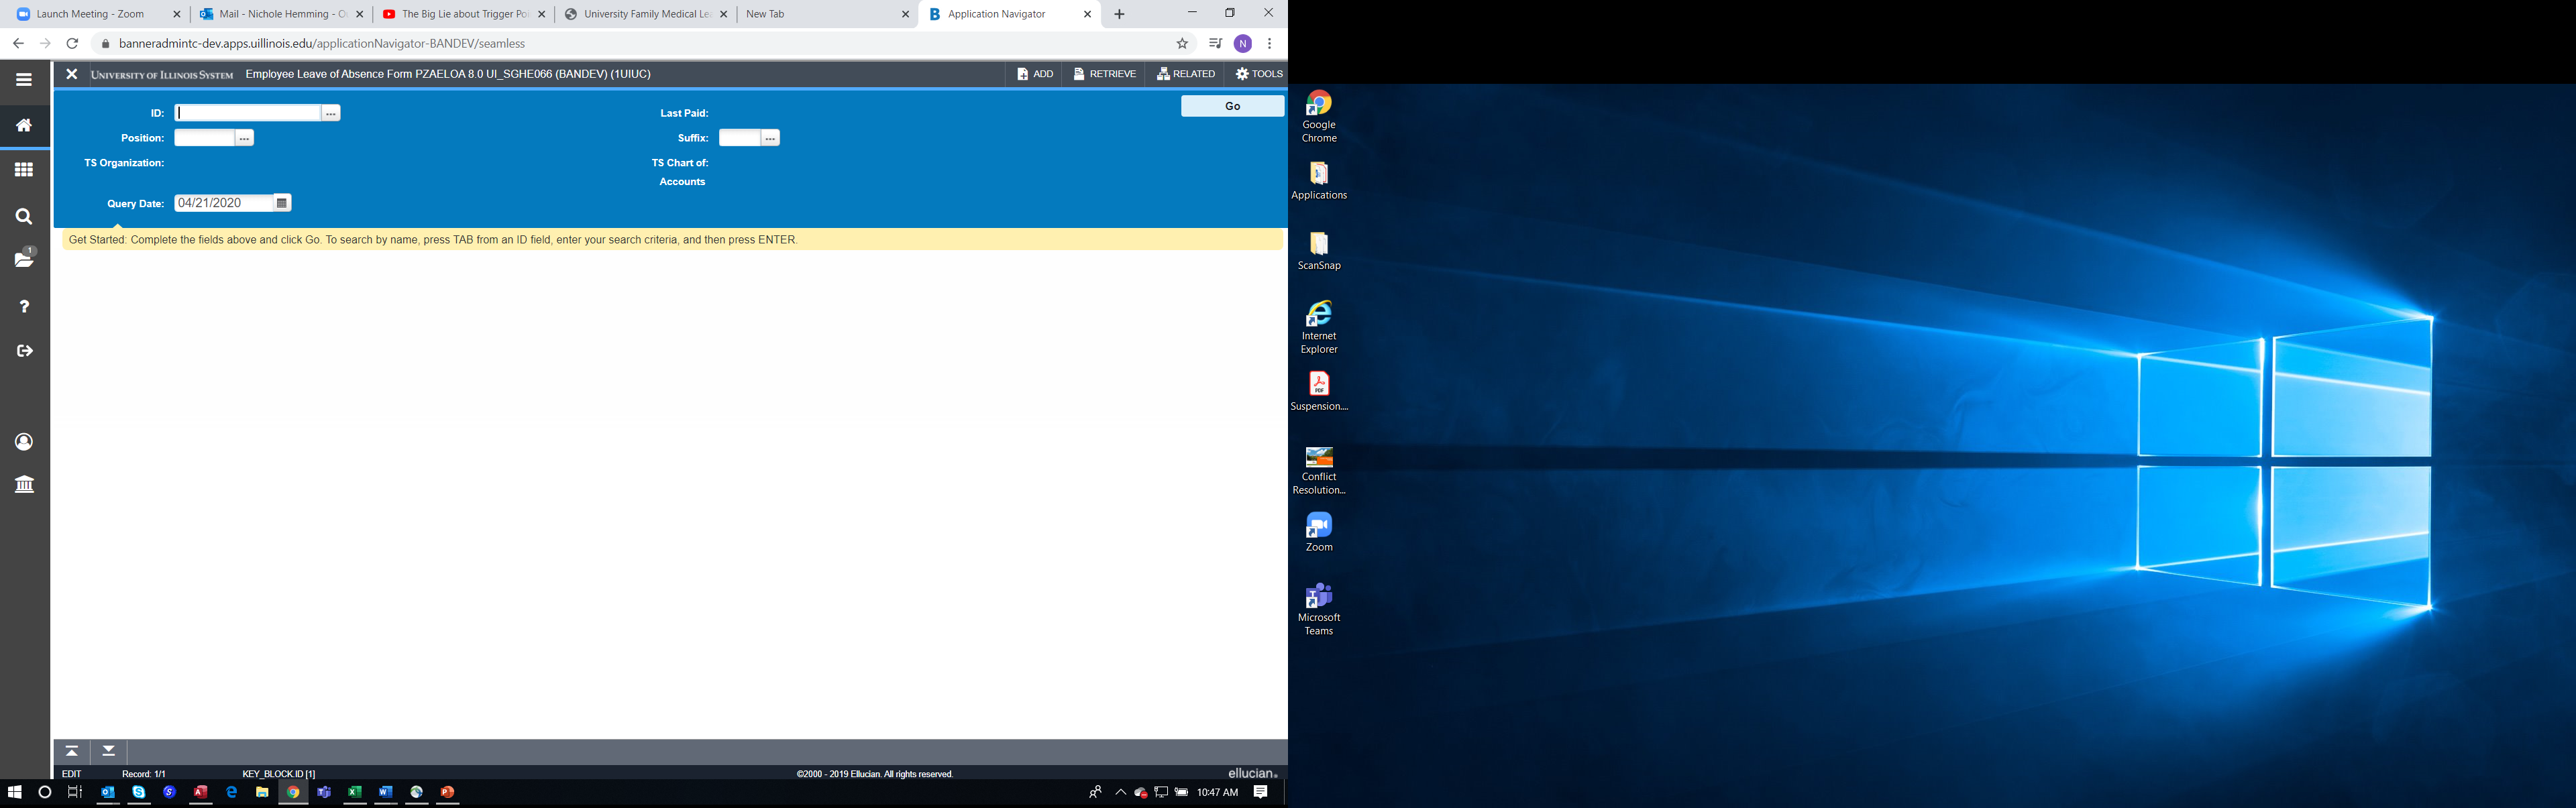 Launch Meeting - Zoom
Mail - Nichole Hemming - O
The Big Lie about Trigger Poi
University Family Medical Lea
New Tab
Application Navigator
banneradmintc-dev.apps.uillinois.edu/applicationNavigator-BANDEV/seamless
N
UNIVERSITY OF ILLINOIS SYSTEM
Employee Leave of Absence Form PZAELOA 8.0 UI_SGHE066 (BANDEV) (1UIUC)
ADD
RETRIEVE
RELATED
TOOLS
ID:
...
Last Paid:
Go
Position:
...
Suffix:
...
TS Organization:
TS Chart of:
Accounts
Query Date: 04/21/2020
Get Started: Complete the fields above and click Go. To search by name, press TAB from an ID field, enter your search criteria, and then press ENTER.
1
?
EDIT
Record: 1/1
KEY_BLOCK.ID [1]
©2000 - 2019 Ellucian. All rights reserved.
ellucian
10:47 AM
Google
Chrome
Applications
ScanSnap
Internet
Explorer
PDF
Suspension....
Conflict
Resolution...
Zoom
Microsoft
Teams